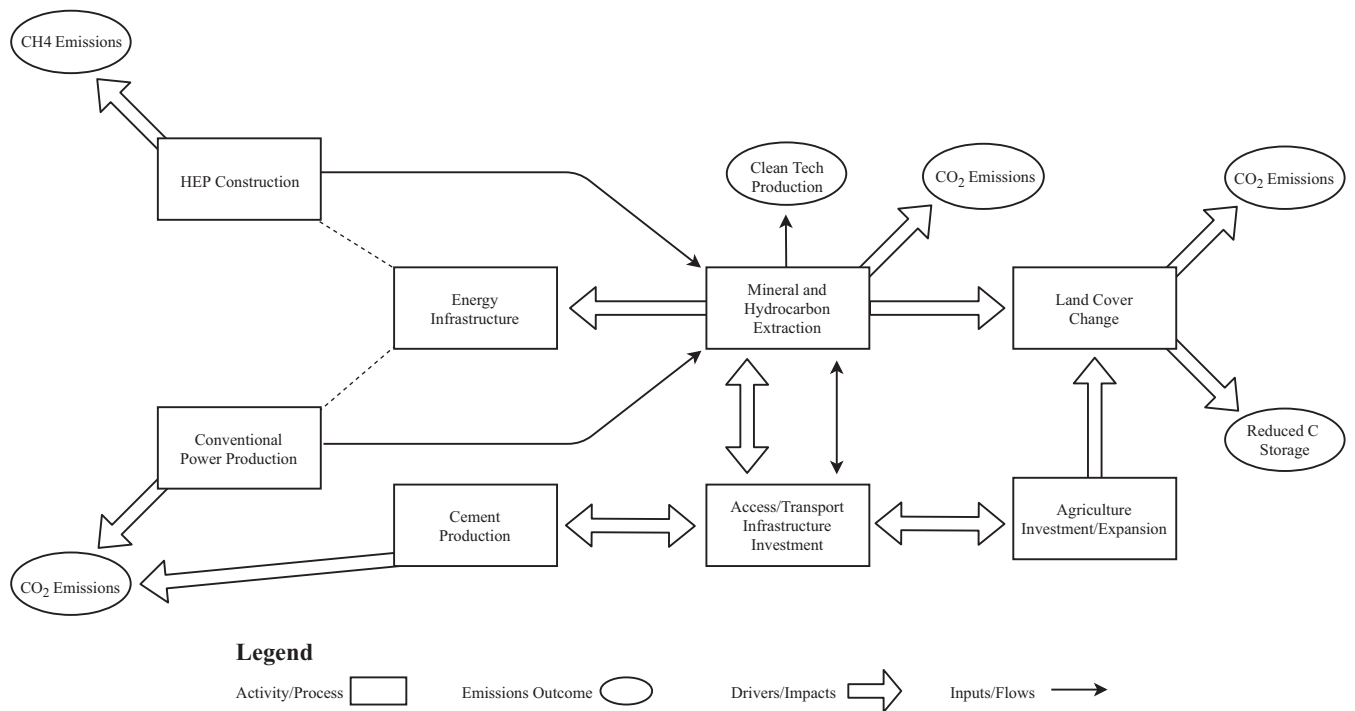 CH4 Emissions
HEP Construction
Clean Tech
Production
CO₂ Emissions
CO₂ Emissions
Energy
Infrastructure
Mineral and
Hydrocarbon
Extraction
Land Cover
Change
Conventional
Power Production
Reduced C
Storage
Cement
Production
Access/Transport
Infrastructure
Investment
Agriculture
Investment/Expansion
CO₂ Emissions
Legend
Activity/Process
Emissions Outcome
Drivers/Impacts
Inputs/Flows